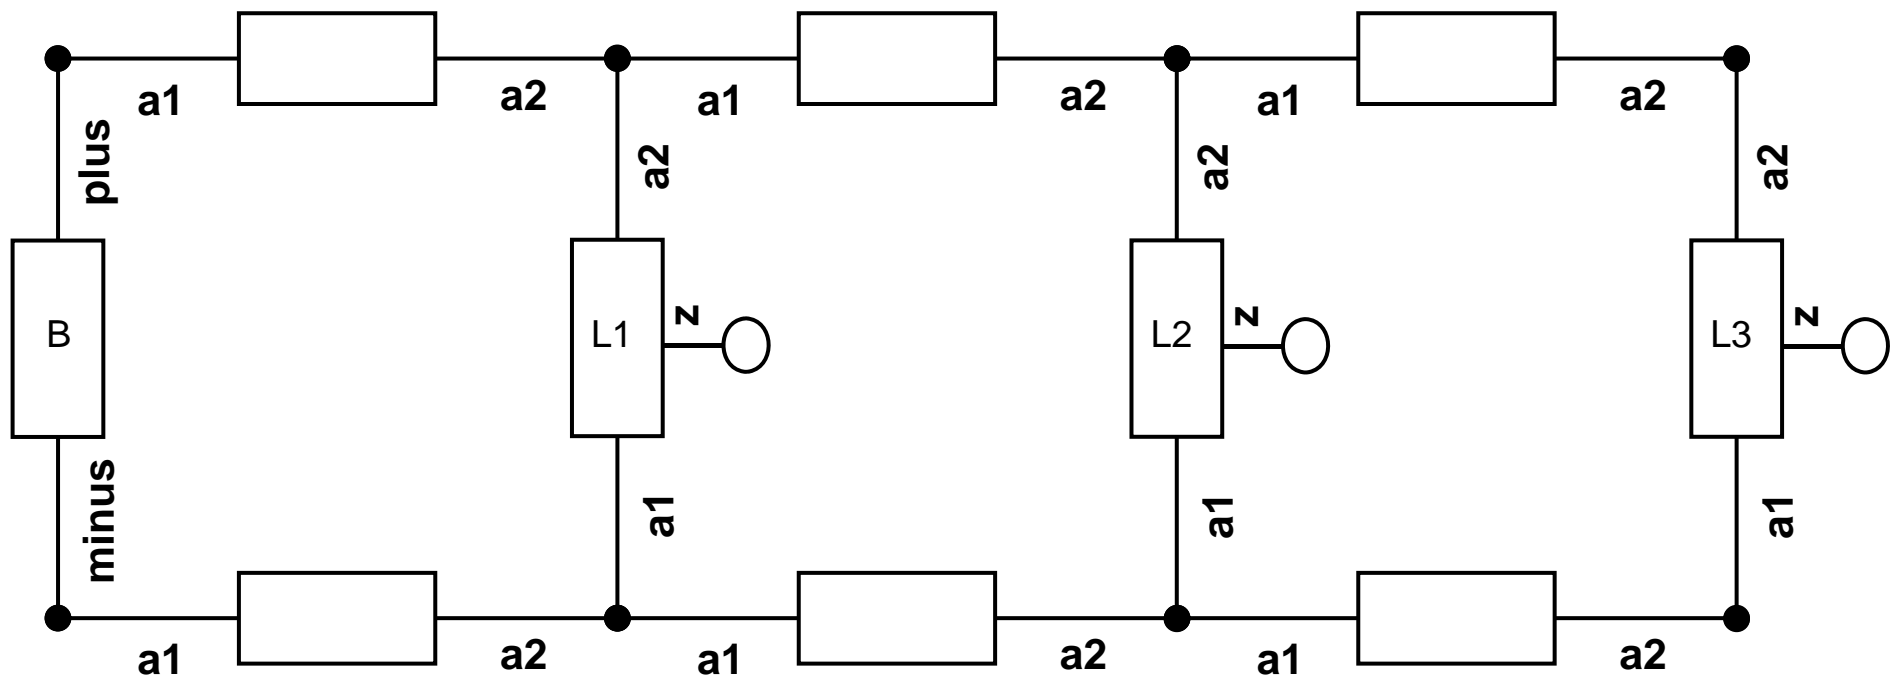 a1 a2 a1 a2 a1 a2
plus a2 a2 a2
B L1 z L2 z L3 z
minus a1 a1 a1
a1 a2 a1 a2 a1 a2